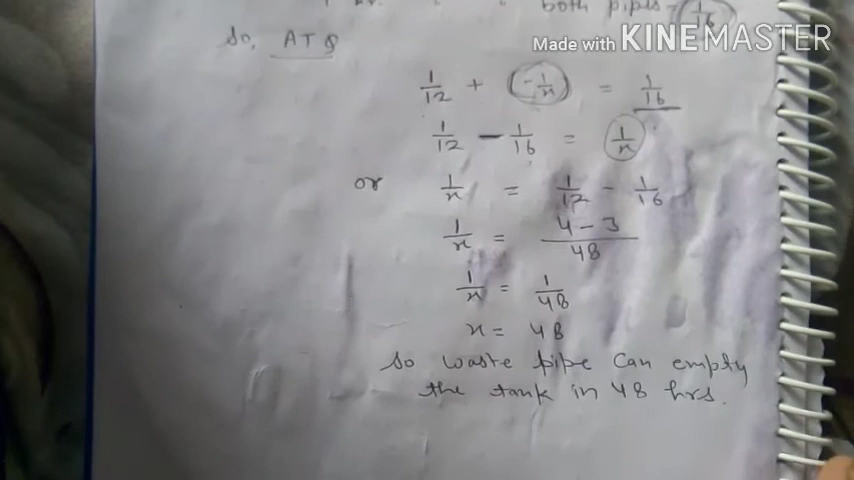 both pipes = 1/16
Made with KINEMASTER
So, ATQ
1/12 + (-1/x) = 1/16
1/12 - 1/16 = 1/x
or 1/x = 1/12 - 1/16
1/x = 4-3/48
1/x = 1/48
x = 48
So waste pipe can empty
the tank in 48 hrs.